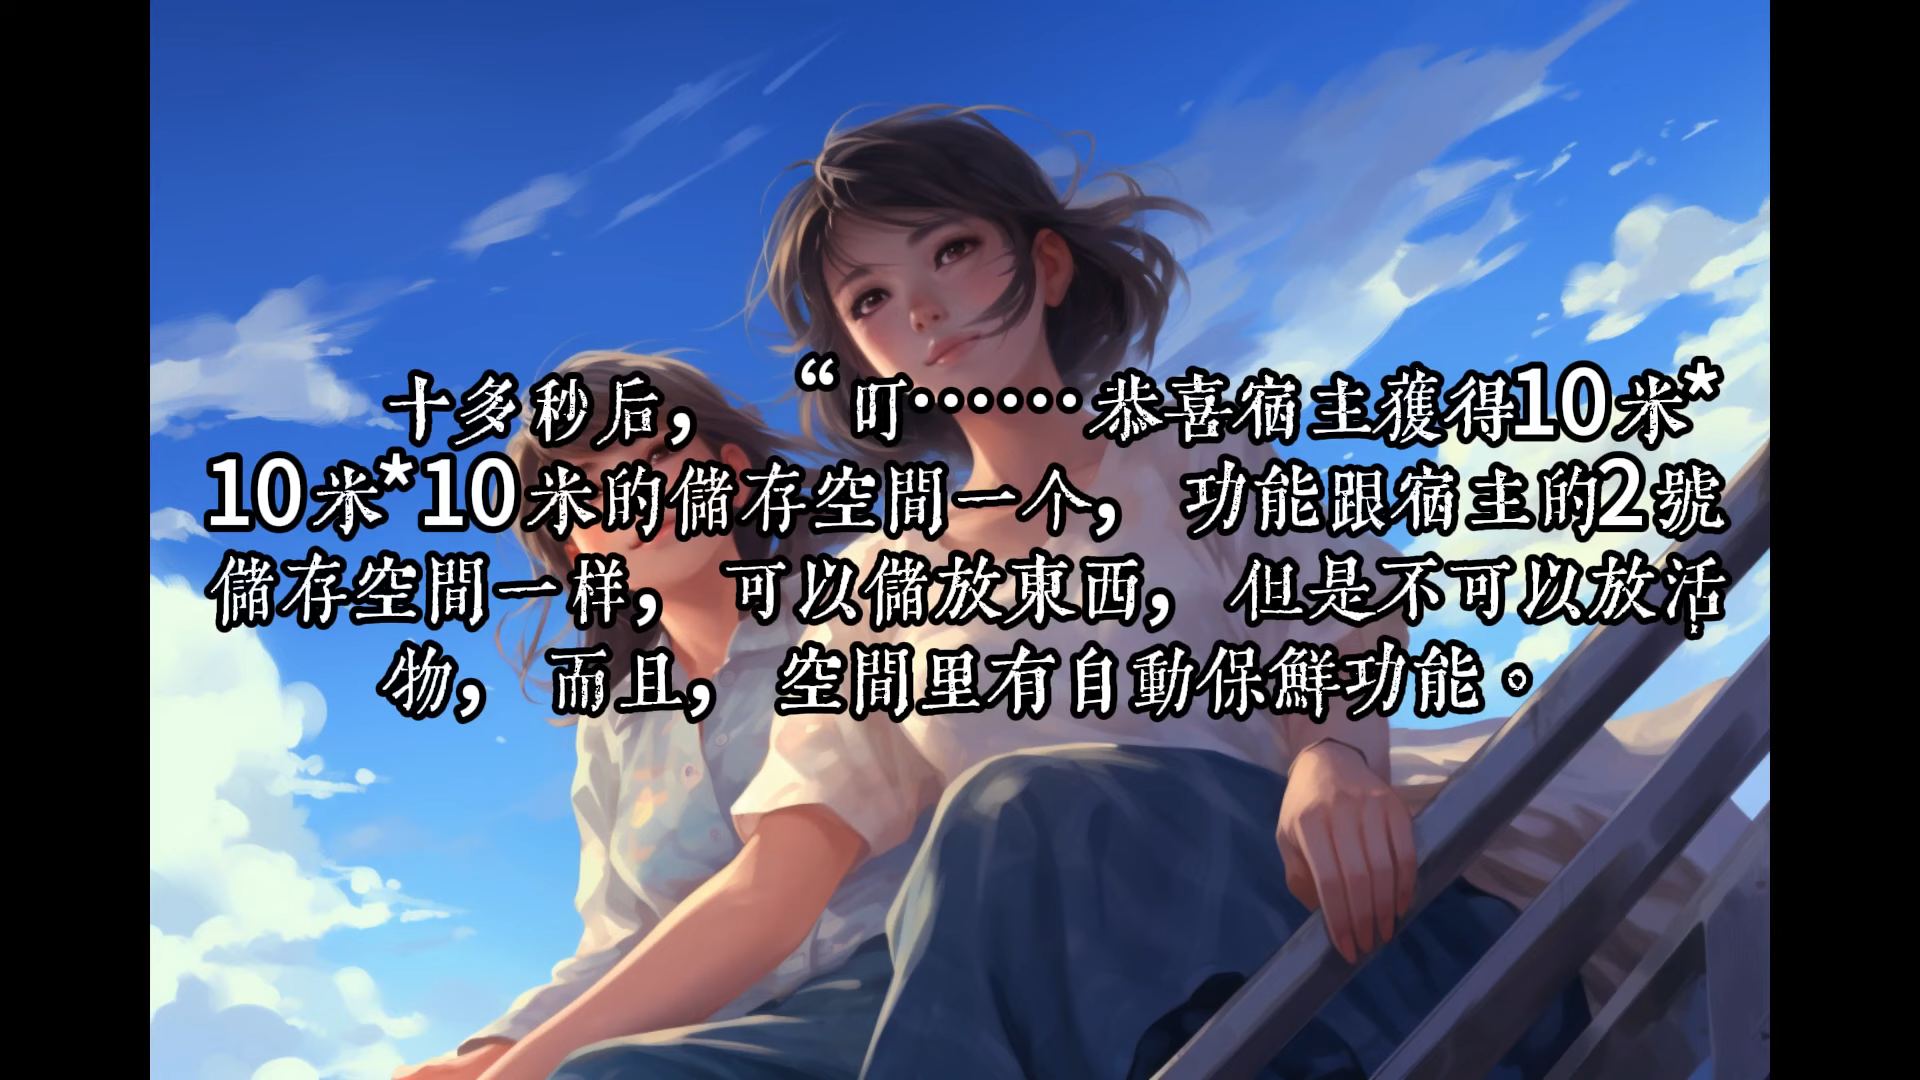 十多秒后，“叮······恭喜宿主獲得10米*
10米*10米的儲存空間一个，功能跟宿主的2號
儲存空間一样，可以儲放東西，但是不可以放活
物，而且，空間里有自動保鮮功能。